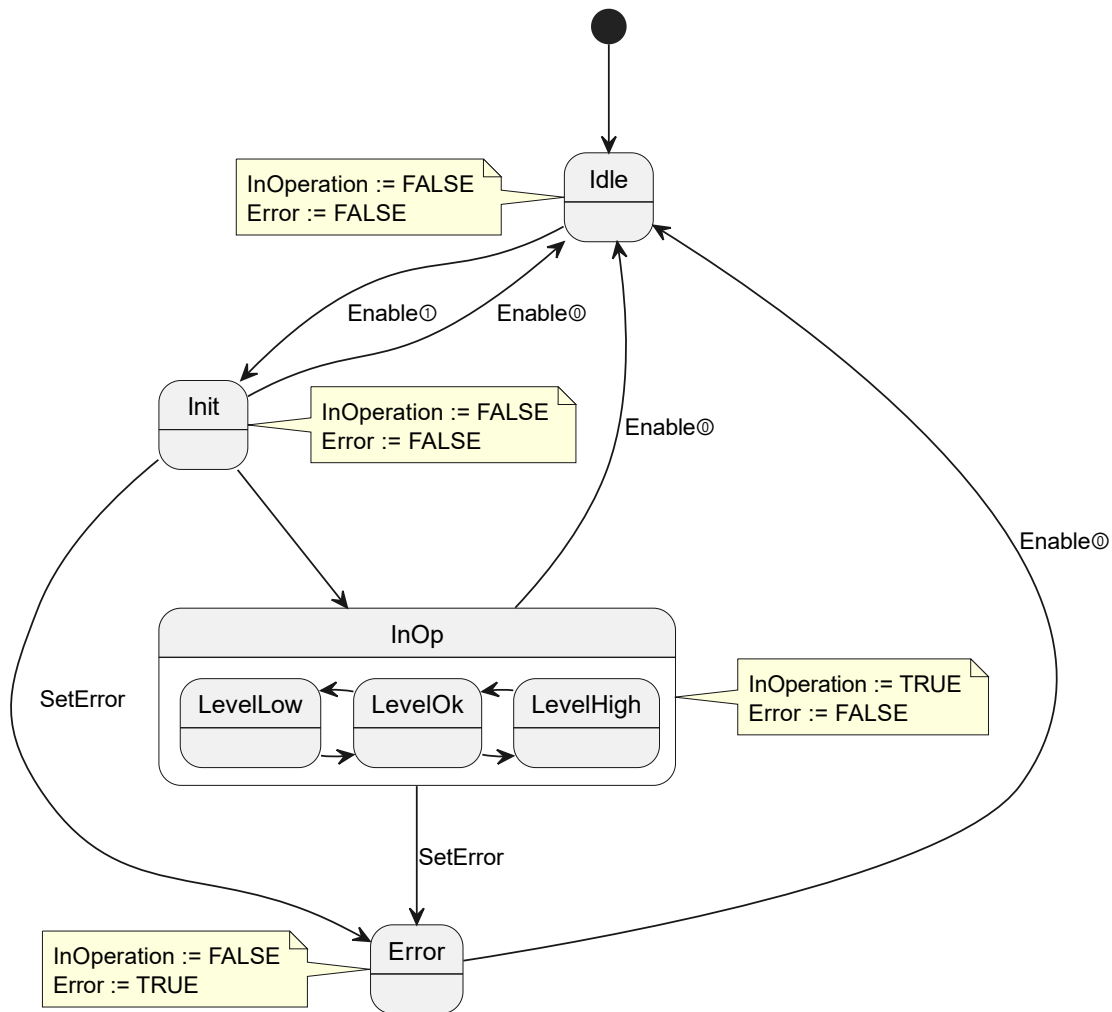 Idle
InOperation := FALSE
Error := FALSE
Enable①
Enable⓪
Init
InOperation := FALSE
Error := FALSE
Enable⓪
Enable⓪
InOp
LevelLow
LevelOk
LevelHigh
InOperation := TRUE
Error := FALSE
SetError
SetError
Error
InOperation := FALSE
Error := TRUE